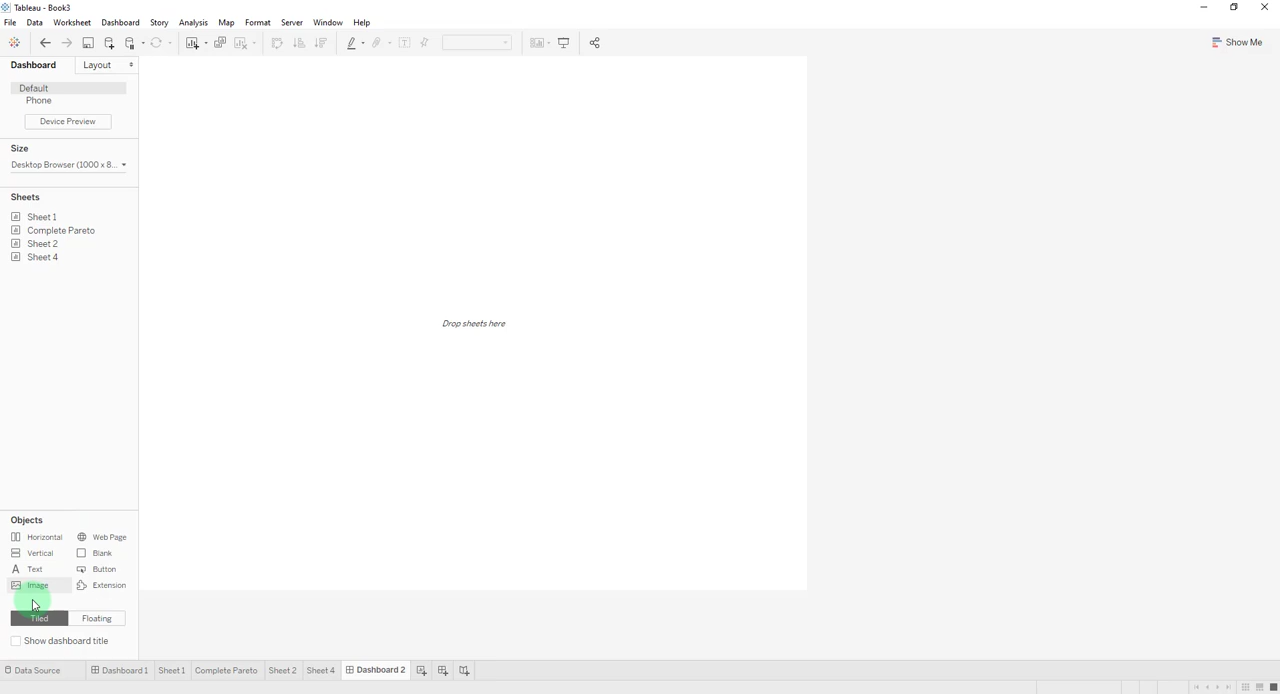 Tableau - Book3
File Data Worksheet Dashboard Story Analysis Map Format Server Window Help
Show Me
Dashboard Layout
Default
Phone
Device Preview
Size
Desktop Browser (1000 x 8...
Sheets
Sheet 1
Complete Pareto
Sheet 2
Sheet 4
Drop sheets here
Objects
Horizontal Web Page
Vertical Blank
A Text Button
Image Extension
Tiled Floating
Show dashboard title
Data Source Dashboard 1 Sheet 1 Complete Pareto Sheet 2 Sheet 4 Dashboard 2